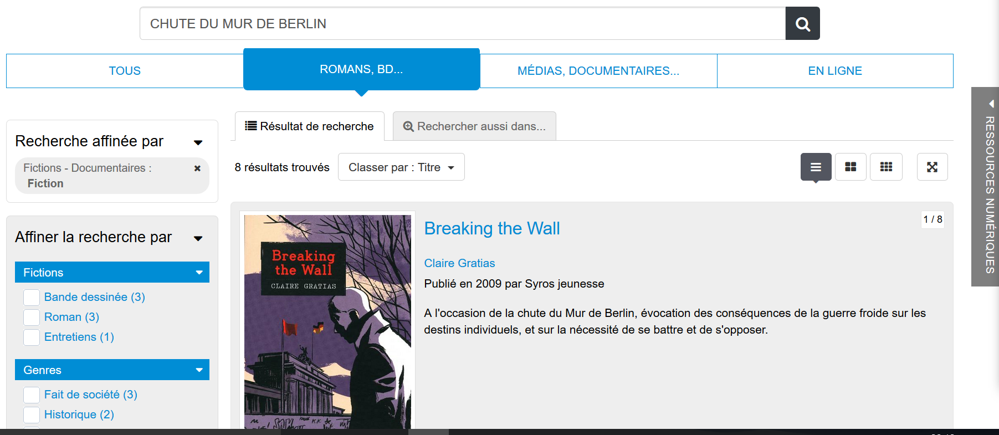 CHUTE DU MUR DE BERLIN
TOUS
ROMANS, BD...
MÉDIAS, DOCUMENTAIRES...
EN LIGNE
RESSOURCES NUMÉRIQUES
Résultat de recherche
Rechercher aussi dans...
Recherche affinée par
Fictions - Documentaires :
Fiction
8 résultats trouvés
Classer par : Titre
Affiner la recherche par
Fictions
Bande dessinée (3)
Roman (3)
Entretiens (1)
Genres
Fait de société (3)
Historique (2)
Breaking
the Wall
CLAIRE GRATIAS
Breaking the Wall
1 / 8
Claire Gratias
Publié en 2009 par Syros jeunesse
A l'occasion de la chute du Mur de Berlin, évocation des conséquences de la guerre froide sur les
destins individuels, et sur la nécessité de se battre et de s'opposer.